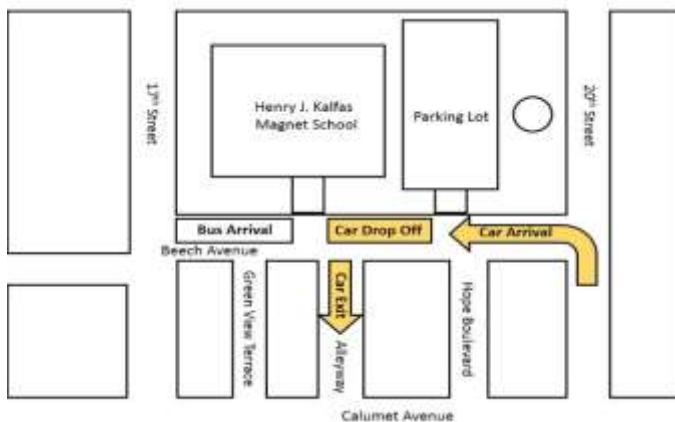 17th Street
Henry J. Kalfas
Magnet School
Parking Lot
20th Street
Bus Arrival
Car Drop Off
Car Arrival
Beech Avenue
Green View Terrace
Car Exit
Alleyway
Hope Boulevard
Calumet Avenue